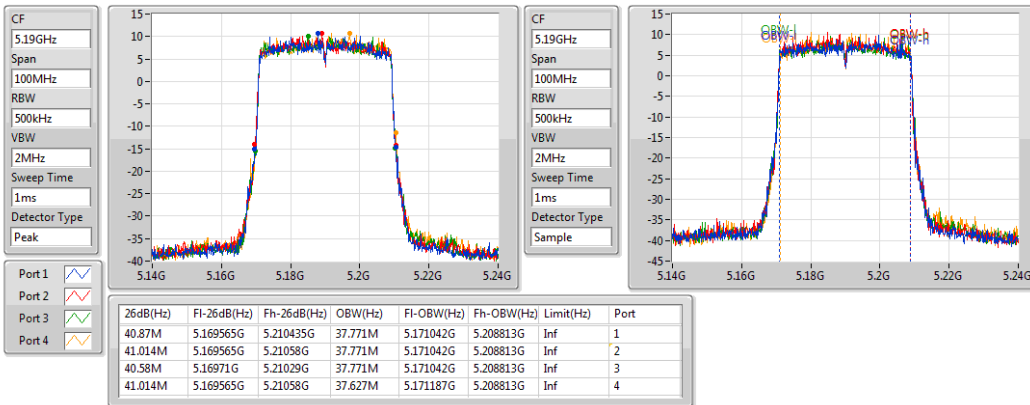 CF
5.19GHz
Span
100MHz
RBW
500kHz
VBW
2MHz
Sweep Time
1ms
Detector Type
Peak
15
10
5
0
-5
-10
-15
-20
-25
-30
-35
-40
5.14G 5.16G 5.18G 5.2G 5.22G 5.24G
CF
5.19GHz
Span
100MHz
RBW
500kHz
VBW
2MHz
Sweep Time
1ms
Detector Type
Sample
15
10
5
0
-5
-10
-15
-20
-25
-30
-35
-40
-45
5.14G 5.16G 5.18G 5.2G 5.22G 5.24G
OBW-l
OBW-h
Port 1
Port 2
Port 3
Port 4
26dB(Hz) Fl-26dB(Hz) Fh-26dB(Hz) OBW(Hz) Fl-OBW(Hz) Fh-OBW(Hz) Limit(Hz) Port
40.87M 5.169565G 5.210435G 37.771M 5.171042G 5.208813G Inf 1
41.014M 5.169565G 5.21058G 37.771M 5.171042G 5.208813G Inf 2
40.58M 5.16971G 5.21029G 37.771M 5.171042G 5.208813G Inf 3
41.014M 5.169565G 5.21058G 37.627M 5.171187G 5.208813G Inf 4